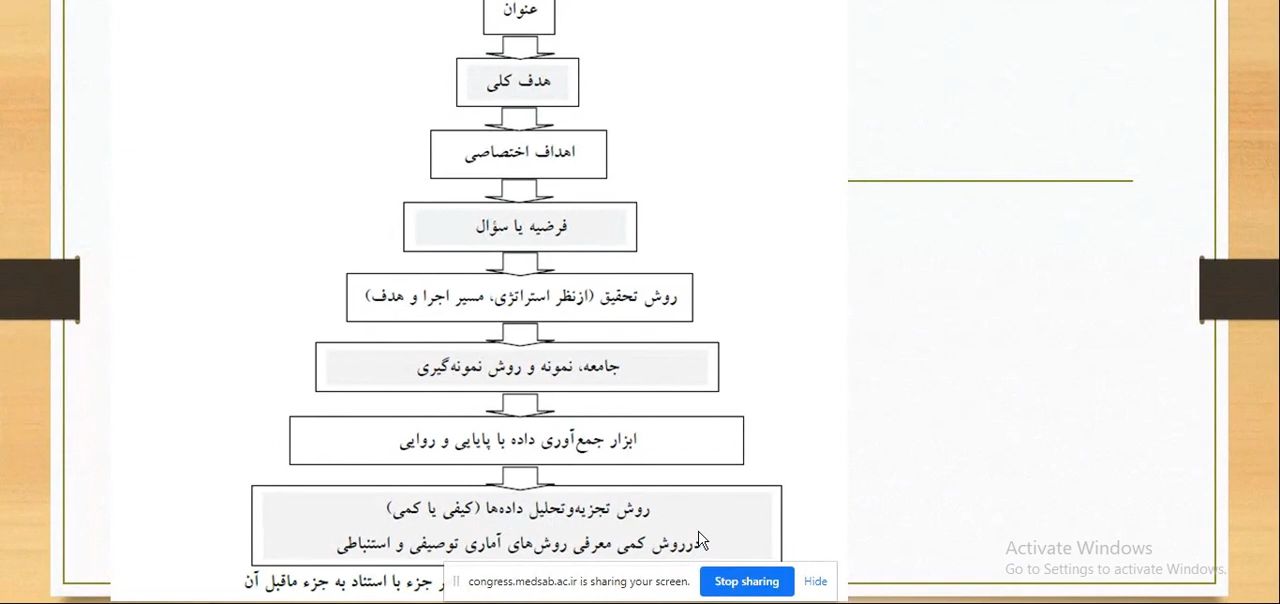 عنوان
هدف کلی
اهداف اختصاصی
فرضیه یا سؤال
روش تحقیق (ازنظر استراتژی، مسیر اجرا و هدف)
جامعه، نمونه و روش نمونه‌گیری
ابزار جمع‌آوری داده با پایایی و روایی
روش تجزیه‌وتحلیل داده‌ها (کیفی یا کمی)
درروش کمی معرفی روش‌های آماری توصیفی و استنباطی
جزء با استناد به جزء ماقبل آن
congress.medsab.ac.ir is sharing your screen.
Stop sharing
Hide
Activate Windows
Go to Settings to activate Windows.